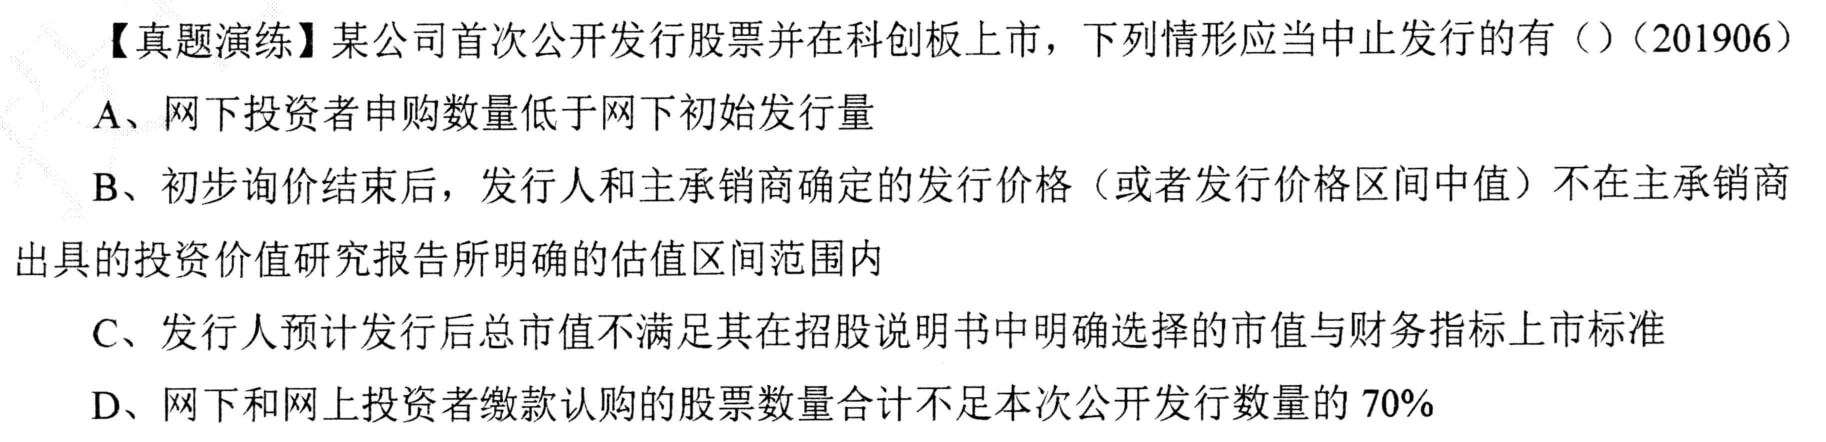 【真题演练】某公司首次公开发行股票并在科创板上市，下列情形应当中止发行的有（）（201906）
A、网下投资者申购数量低于网下初始发行量
B、初步询价结束后，发行人和主承销商确定的发行价格（或者发行价格区间中值）不在主承销商
出具的投资价值研究报告所明确的估值区间范围内
C、发行人预计发行后总市值不满足其在招股说明书中明确选择的市值与财务指标上市标准
D、网下和网上投资者缴款认购的股票数量合计不足本次公开发行数量的 70%